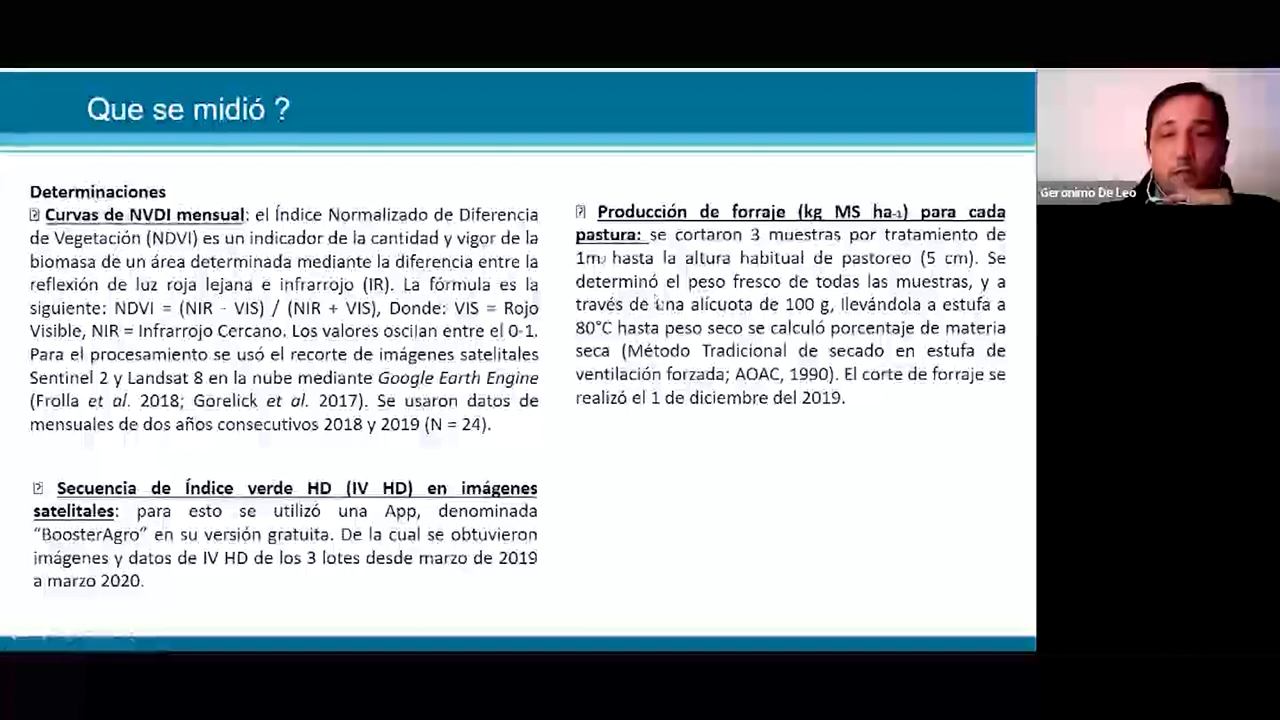 Que se midió ?
Determinaciones
Curvas de NVDI mensual: el Índice Normalizado de Diferencia
de Vegetación (NDVI) es un indicador de la cantidad y vigor de la
biomasa de un área determinada mediante la diferencia entre la
reflexión de luz roja lejana e infrarrojo (IR). La fórmula es la
siguiente: NDVI = (NIR - VIS) / (NIR + VIS), Donde: VIS = Rojo
Visible, NIR = Infrarrojo Cercano. Los valores oscilan entre el 0-1.
Para el procesamiento se usó el recorte de imágenes satelitales
Sentinel 2 y Landsat 8 en la nube mediante Google Earth Engine
(Frolla et al. 2018; Gorelick et al. 2017). Se usaron datos de
mensuales de dos años consecutivos 2018 y 2019 (N = 24).
Secuencia de Índice verde HD (IV HD) en imágenes
satelitales: para esto se utilizó una App, denominada
“BoosterAgro” en su versión gratuita. De la cual se obtuvieron
imágenes y datos de IV HD de los 3 lotes desde marzo de 2019
a marzo 2020.
Producción de forraje (kg MS ha-1) para cada
pastura: se cortaron 3 muestras por tratamiento de
1m2 hasta la altura habitual de pastoreo (5 cm). Se
determinó el peso fresco de todas las muestras, y a
través de una alícuota de 100 g, llevándola a estufa a
80°C hasta peso seco se calculó porcentaje de materia
seca (Método Tradicional de secado en estufa de
ventilación forzada; AOAC, 1990). El corte de forraje se
realizó el 1 de diciembre del 2019.
Geronimo De Leo